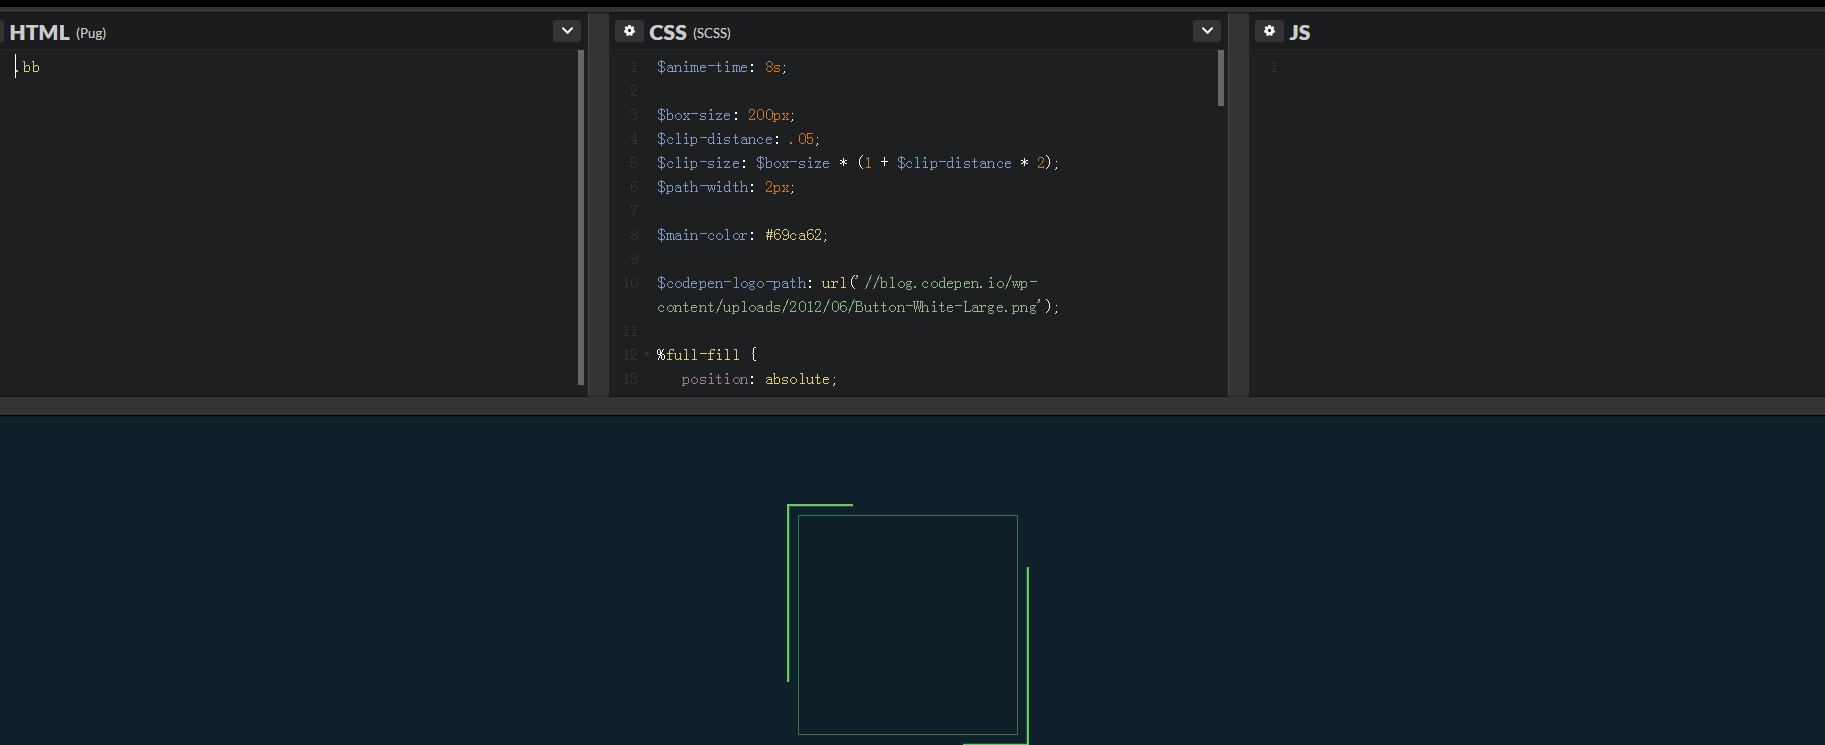 HTML (Pug)
.bb
CSS (SCSS)
1 $anime-time: 8s;
2
3 $box-size: 200px;
4 $clip-distance: .05;
5 $clip-size: $box-size * (1 + $clip-distance * 2);
6 $path-width: 2px;
7
8 $main-color: #69ca62;
9
10 $codepen-logo-path: url('//blog.codepen.io/wp-
content/uploads/2012/06/Button-White-Large.png');
11
12 %full-fill {
13 position: absolute;
JS
1